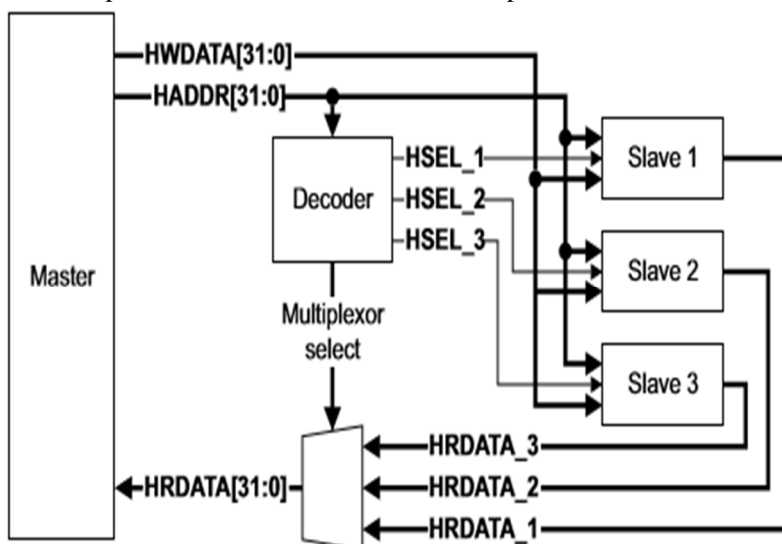 HWDATA[31:0]
HADDR[31:0]
HSEL_1
Slave 1
Decoder
HSEL_2
HSEL_3
Slave 2
Master
Multiplexor
select
Slave 3
HRDATA_3
HRDATA[31:0]
HRDATA_2
HRDATA_1